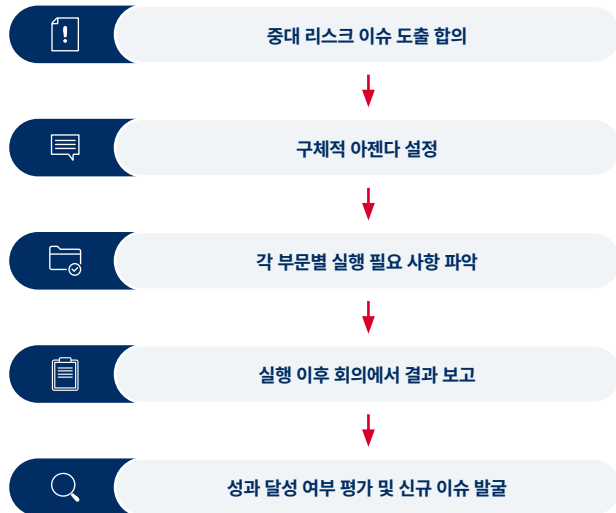 중대 리스크 이슈 도출 합의
구체적 아젠다 설정
각 부문별 실행 필요 사항 파악
실행 이후 회의에서 결과 보고
성과 달성 여부 평가 및 신규 이슈 발굴